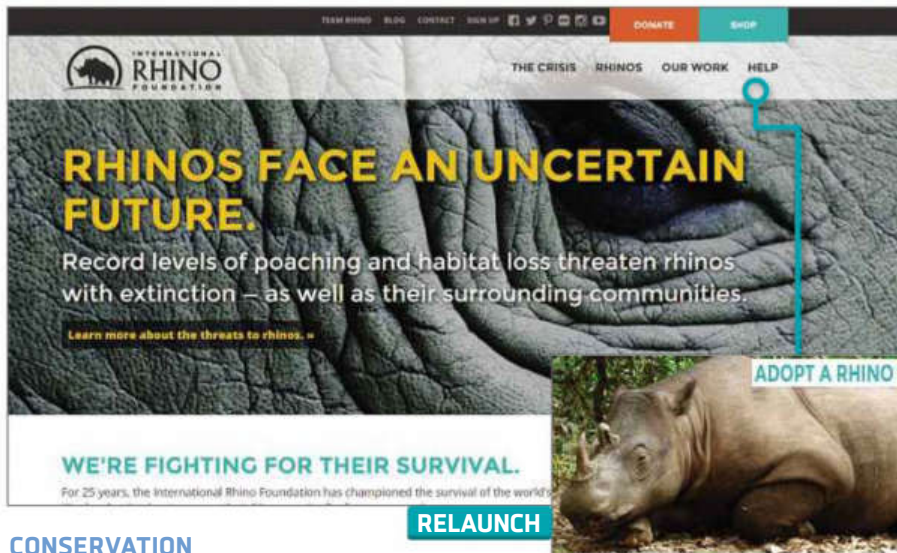 TEAM RHINO BLOG CONTACT SIGN UP
DONATE SHOP
INTERNATIONAL
RHINO
FOUNDATION
THE CRISIS RHINOS OUR WORK HELP
RHINOS FACE AN UNCERTAIN
FUTURE.
Record levels of poaching and habitat loss threaten rhinos
with extinction – as well as their surrounding communities.
Learn more about the threats to rhinos. »
ADOPT A RHINO
WE'RE FIGHTING FOR THEIR SURVIVAL.
For 25 years, the International Rhino Foundation has championed the survival of the world's
RELAUNCH
CONSERVATION